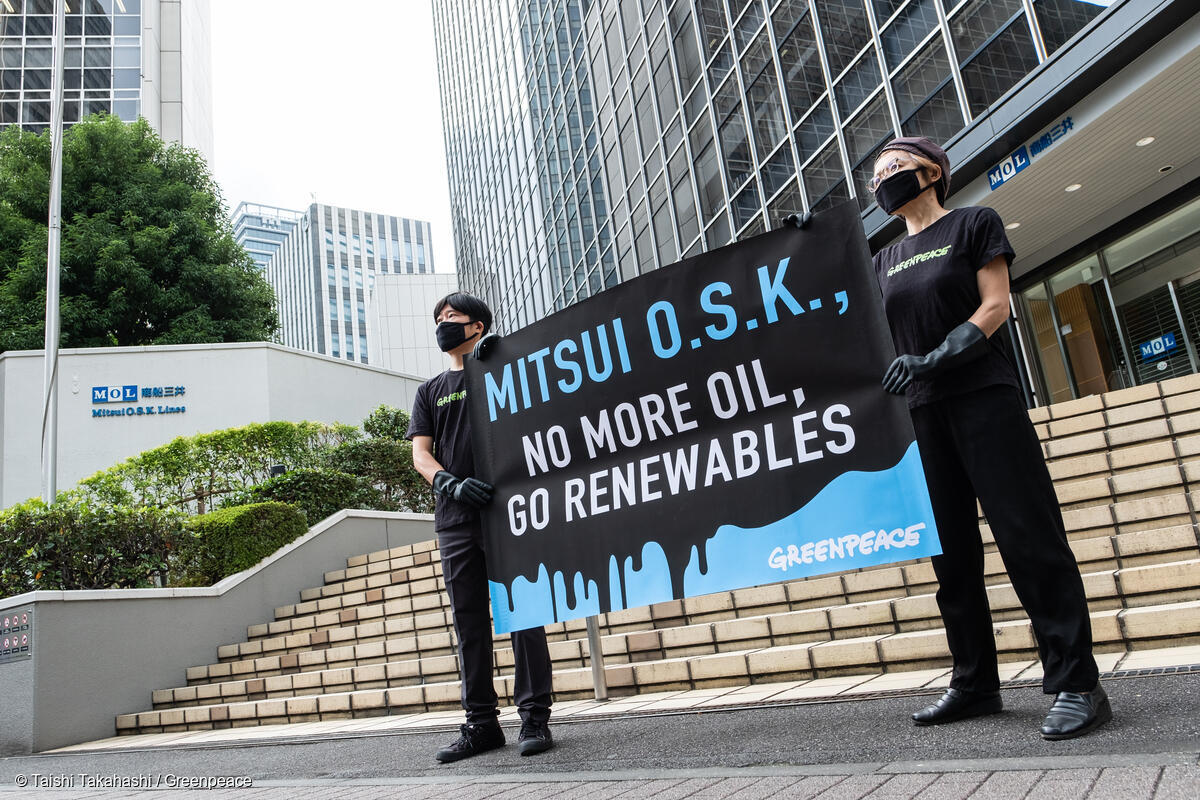 MOL 商船三井
Mitsui O.S.K. Lines
MOL 商船三井
MOL
GREENPEACE
MITSUI O.S.K.,
NO MORE OIL,
GO RENEWABLES
GREENPEACE
© Taishi Takahashi / Greenpeace